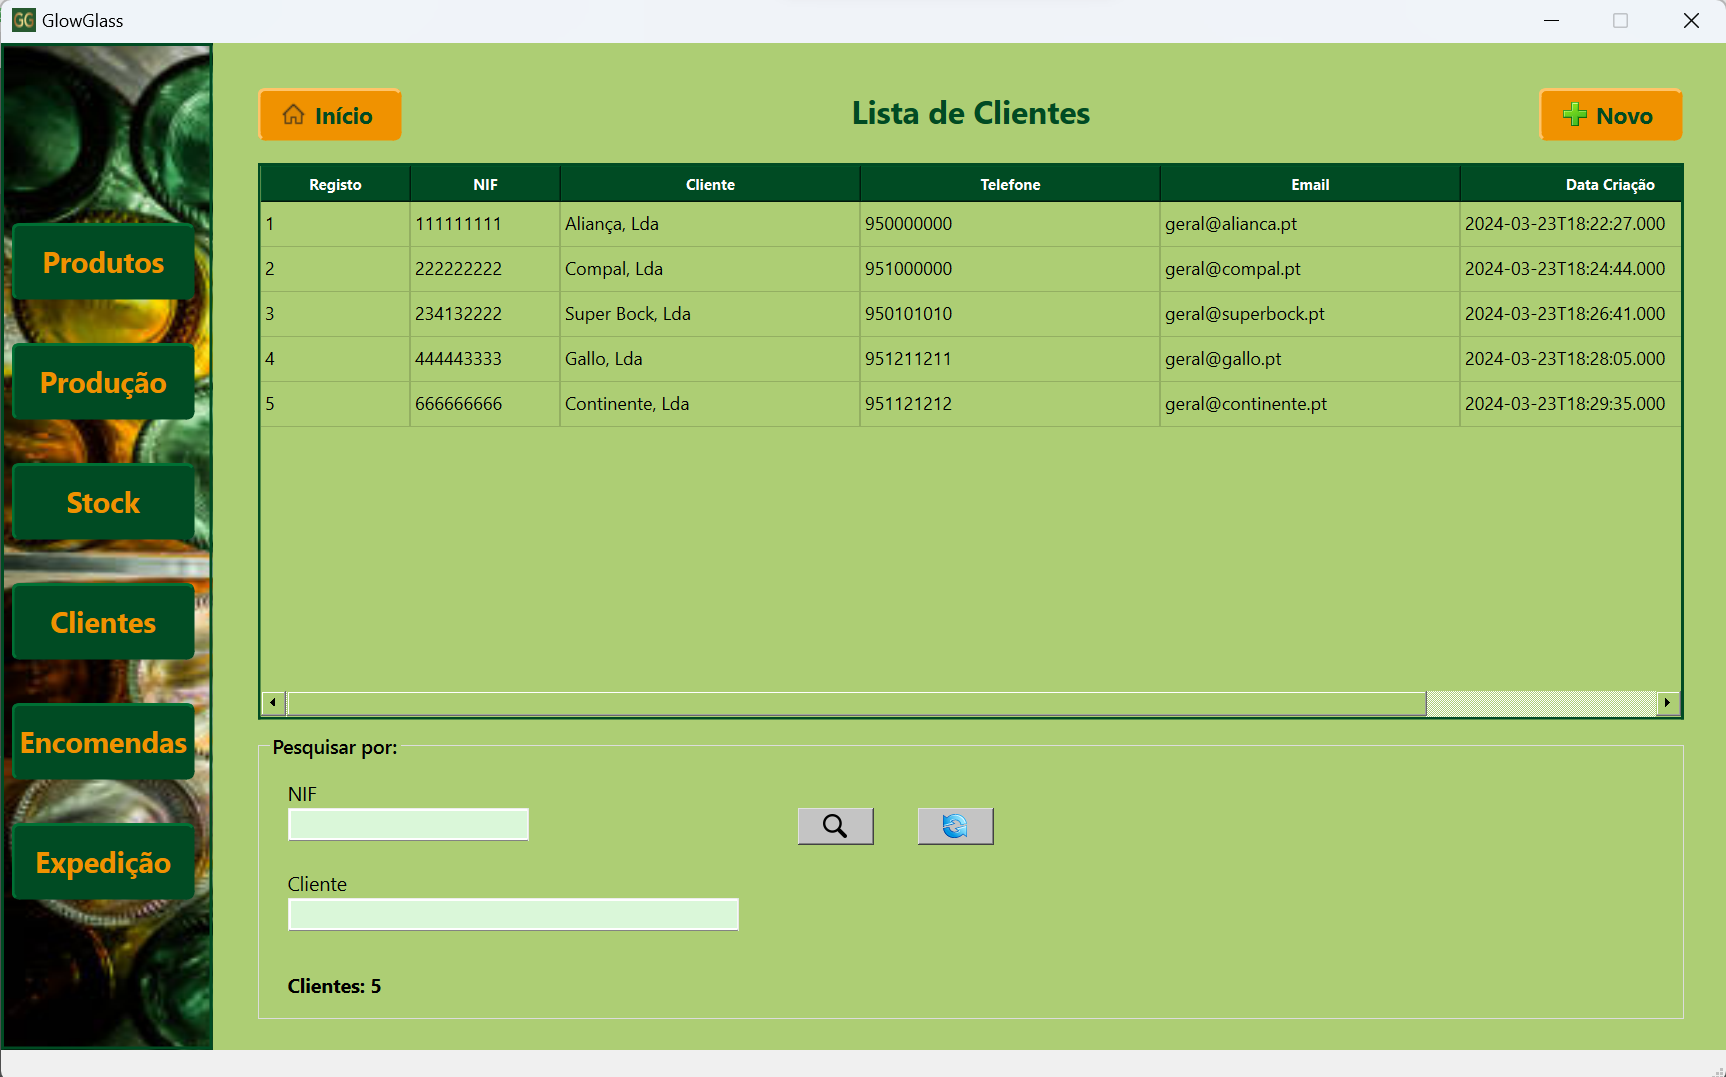 GG GlowGlass
Início
Lista de Clientes
Novo
Produtos
Produção
Stock
Clientes
Encomendas
Expedição
Registo NIF Cliente Telefone Email Data Criação
1 111111111 Aliança, Lda 950000000 geral@alianca.pt 2024-03-23T18:22:27.000
2 222222222 Compal, Lda 951000000 geral@compal.pt 2024-03-23T18:24:44.000
3 234132222 Super Bock, Lda 950101010 geral@superbock.pt 2024-03-23T18:26:41.000
4 444443333 Gallo, Lda 951211211 geral@gallo.pt 2024-03-23T18:28:05.000
5 666666666 Continente, Lda 951121212 geral@continente.pt 2024-03-23T18:29:35.000
Pesquisar por:
NIF
Cliente
Clientes: 5